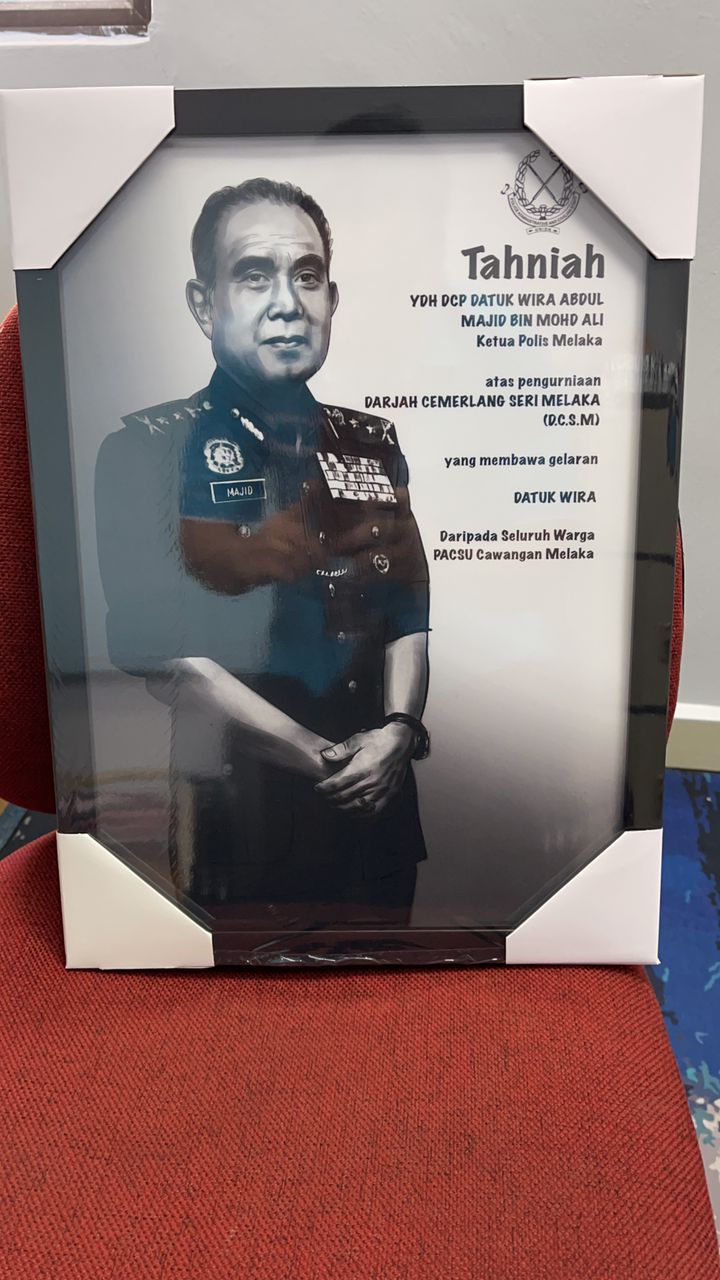 Tahniah
YDH DCP DATUK WIRA ABDUL
MAJID BIN MOHD ALI
Ketua Polis Melaka
atas pengurniaan
DARJAH CEMERLANG SERI MELAKA
(D.C.S.M)
yang membawa gelaran
DATUK WIRA
Daripada Seluruh Warga
PACSU Cawangan Melaka
MAJID